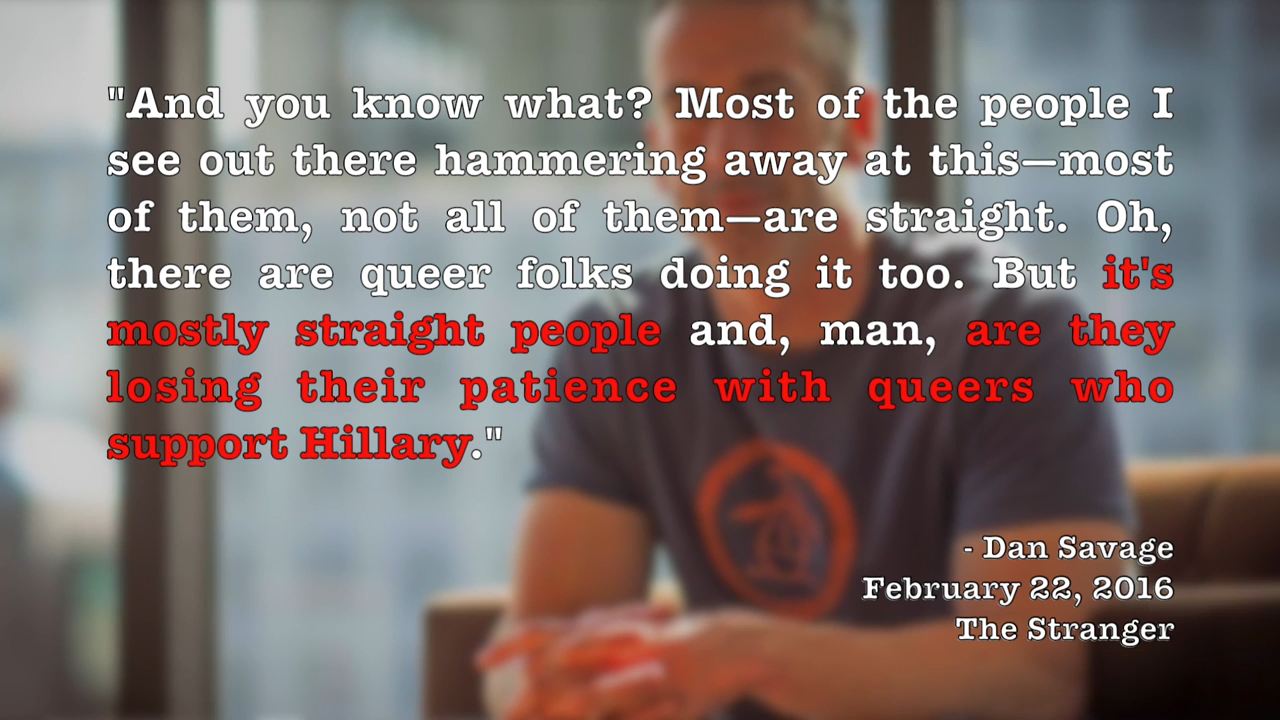 "And you know what? Most of the people I
see out there hammering away at this—most
of them, not all of them—are straight. Oh,
there are queer folks doing it too. But it's
mostly straight people and, man, are they
losing their patience with queers who
support Hillary."
- Dan Savage
February 22, 2016
The Stranger